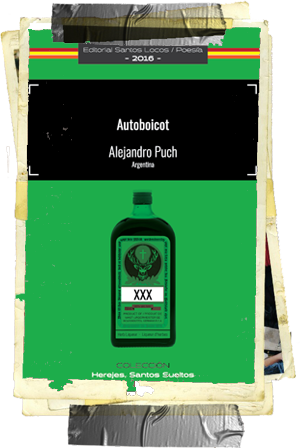 Editorial Santos Locos / Poesía
- 2016 -
Autoboicot
Alejandro Puch
Argentina
XXX
COLECCIÓN
Herejes, Santos Sueltos